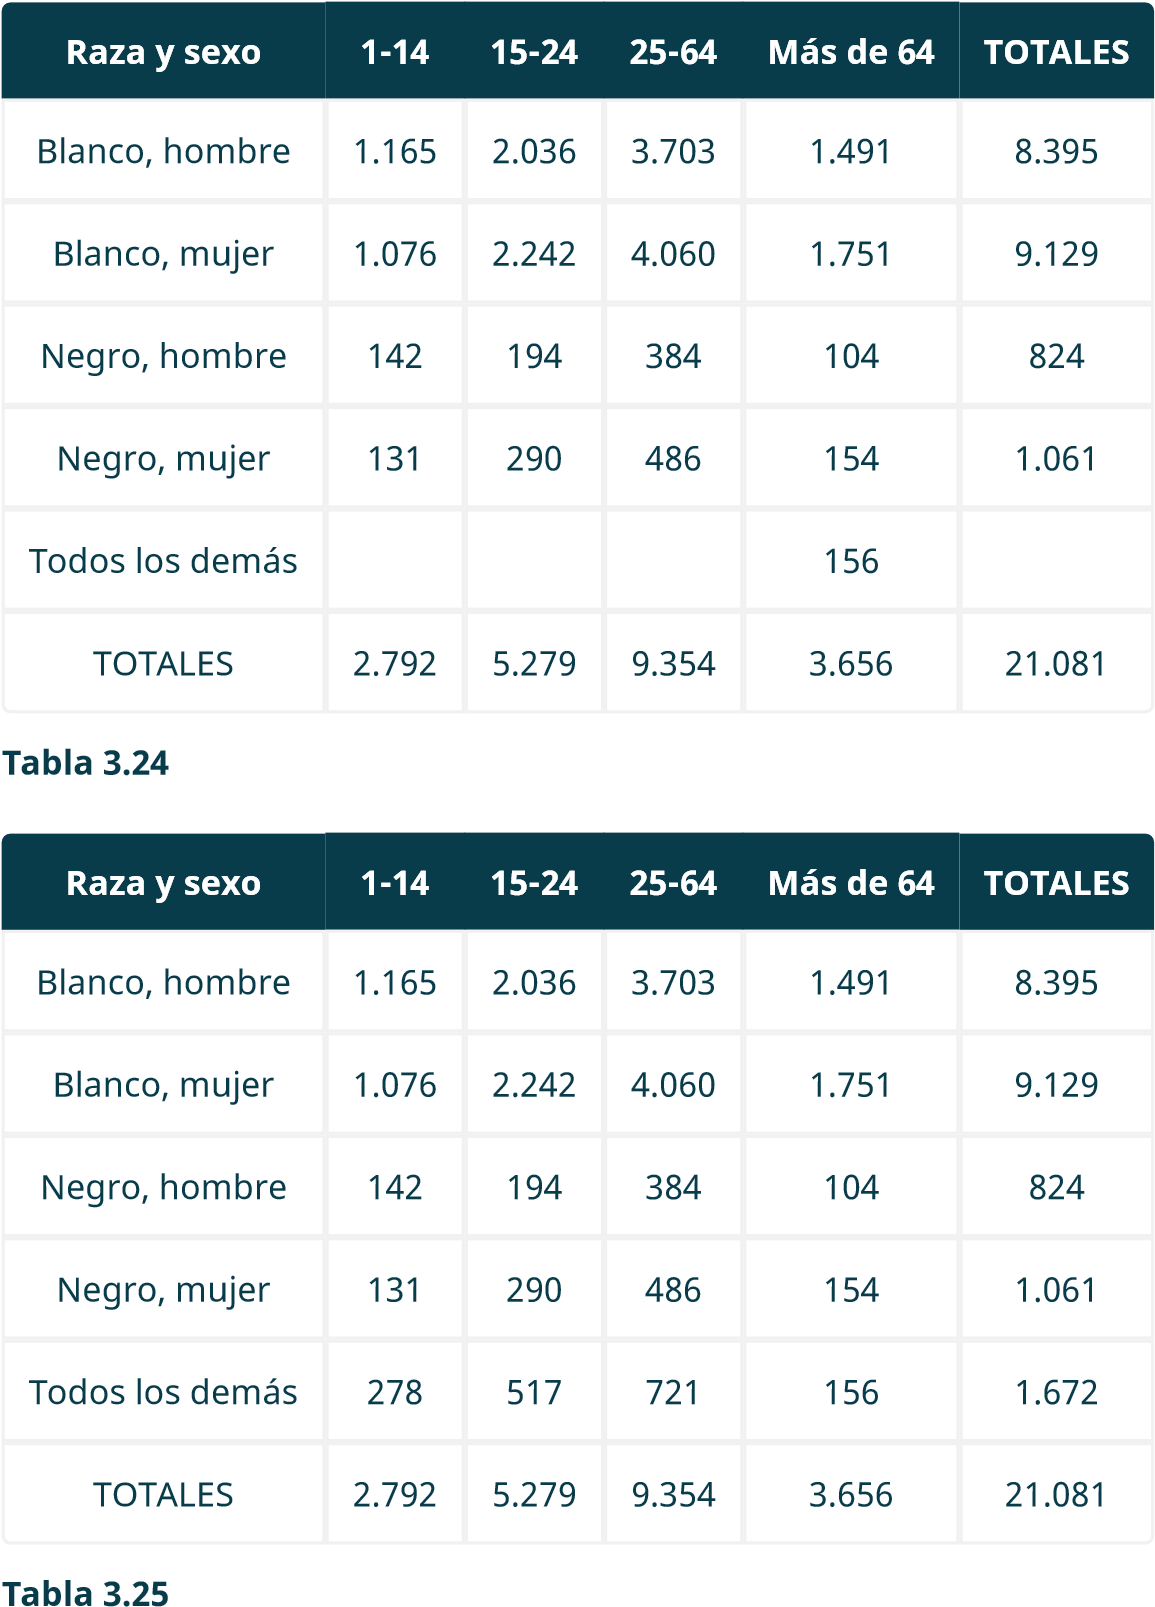 Raza y sexo 1-14 15-24 25-64 Más de 64 TOTALES
Blanco, hombre 1.165 2.036 3.703 1.491 8.395
Blanco, mujer 1.076 2.242 4.060 1.751 9.129
Negro, hombre 142 194 384 104 824
Negro, mujer 131 290 486 154 1.061
Todos los demás 156
TOTALES 2.792 5.279 9.354 3.656 21.081
Tabla 3.24
Raza y sexo 1-14 15-24 25-64 Más de 64 TOTALES
Blanco, hombre 1.165 2.036 3.703 1.491 8.395
Blanco, mujer 1.076 2.242 4.060 1.751 9.129
Negro, hombre 142 194 384 104 824
Negro, mujer 131 290 486 154 1.061
Todos los demás 278 517 721 156 1.672
TOTALES 2.792 5.279 9.354 3.656 21.081
Tabla 3.25